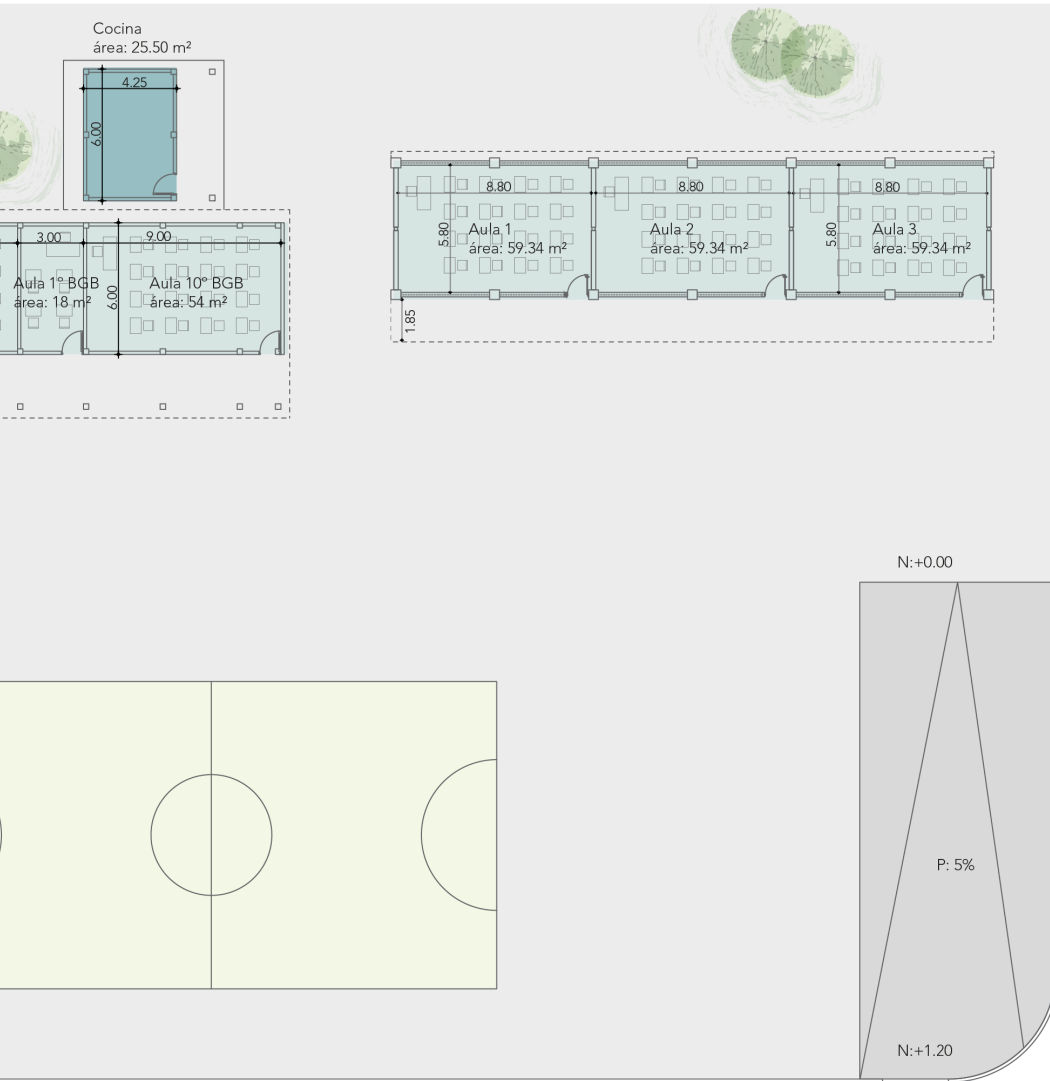 Cocina
área: 25.50 m²
4.25
6.00
8.80
8.80
8.80
5.80
5.80
Aula 1
área: 59.34 m²
Aula 2
área: 59.34 m²
Aula 3
área: 59.34 m²
1.85
3.00
9.00
6.00
Aula 1º BGB
área: 18 m²
Aula 10º BGB
área: 54 m²
N:+0.00
P: 5%
N:+1.20